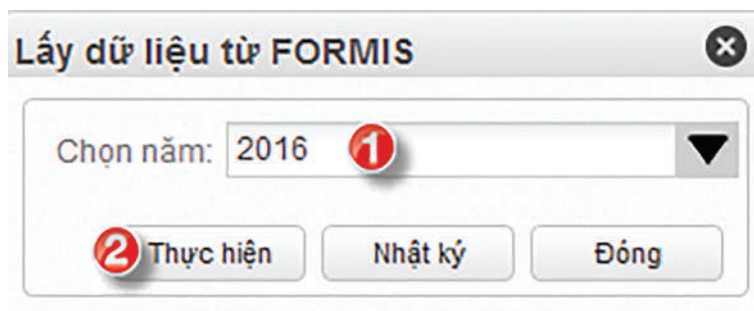 Lấy dữ liệu từ FORMIS
Chọn năm: 2016 1
2 Thực hiện Nhật ký Đóng